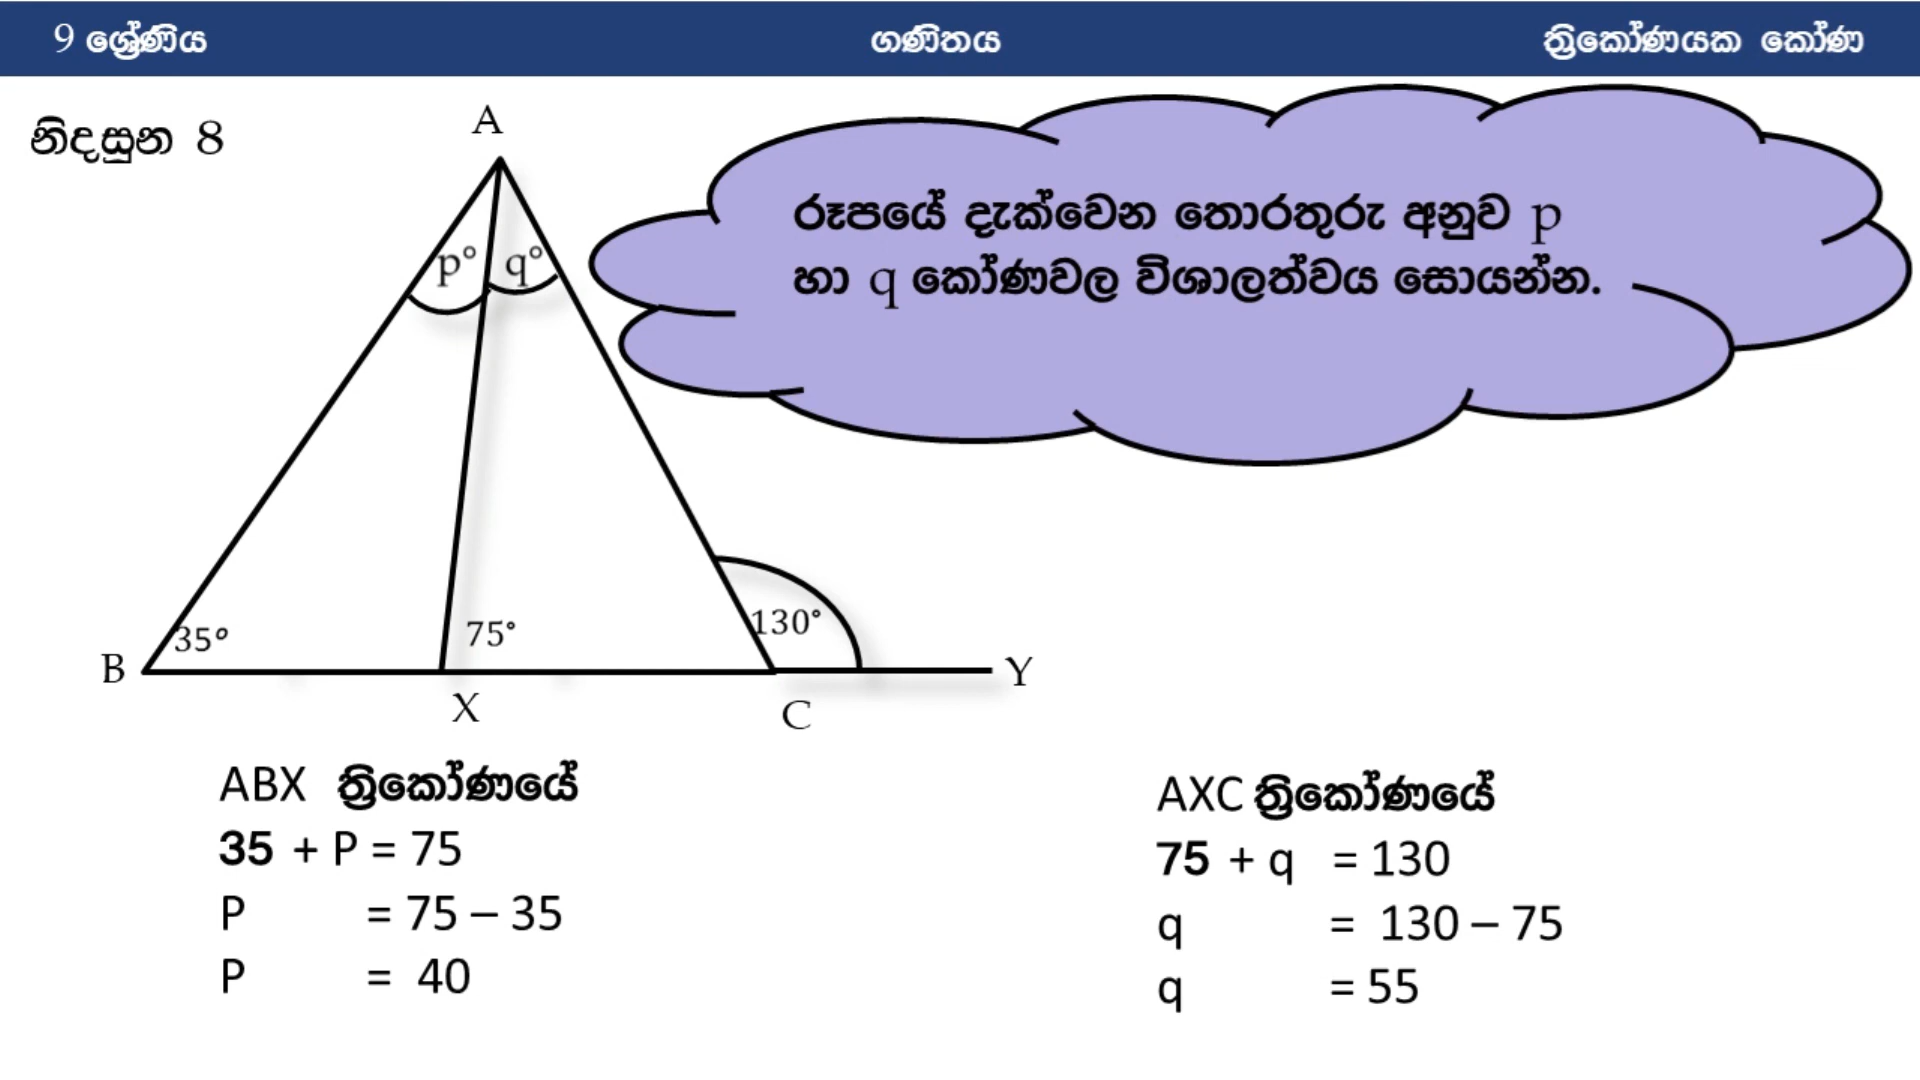 9 ශ්‍රේණිය ගණිතය ත්‍රිකෝණයක කෝණ
නිදසුන 8
රූපයේ දැක්වෙන තොරතුරු අනුව p
හා q කෝණවල විශාලත්වය සොයන්න.
A
p° q°
35° 75° 130°
B X C Y
ABX ත්‍රිකෝණයේ
35 + P = 75
P = 75 – 35
P = 40
AXC ත්‍රිකෝණයේ
75 + q = 130
q = 130 – 75
q = 55